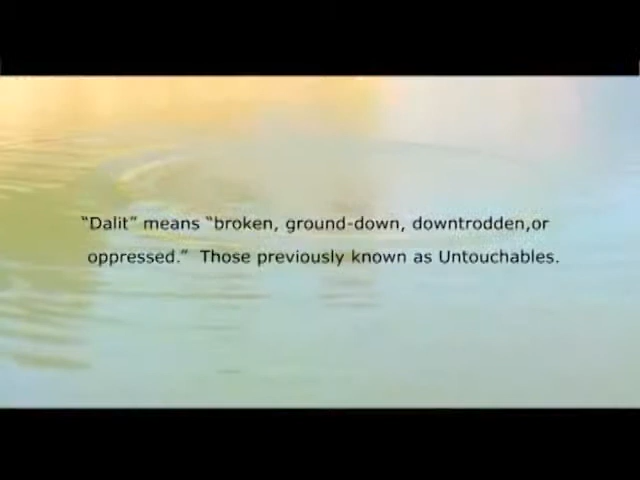 “Dalit” means “broken, ground-down, downtrodden,or
oppressed.”  Those previously known as Untouchables.